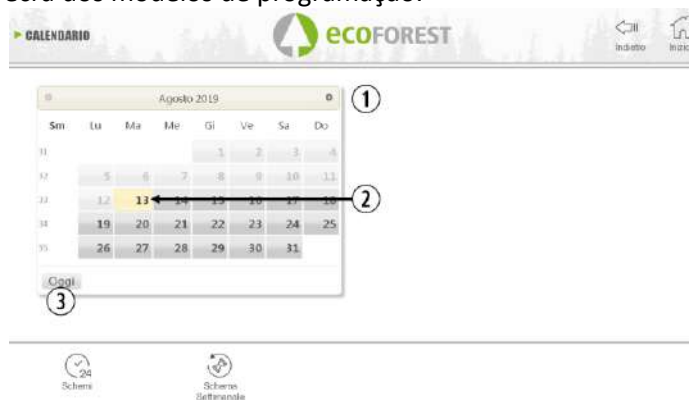 modelos de programação.
CALENDARIO
ecoFOREST
Indietro
Agosto 2019
1
Sm Lu Ma Me Gi Ve Sa Do
31 1 2 3 4
32 5 6 7 8 9 10 11
33 12 13 14 15 16 17 18
2
34 19 20 21 22 23 24 25
35 26 27 28 29 30 31
Oggi
3
24
Schemi
Schema
Settimanale